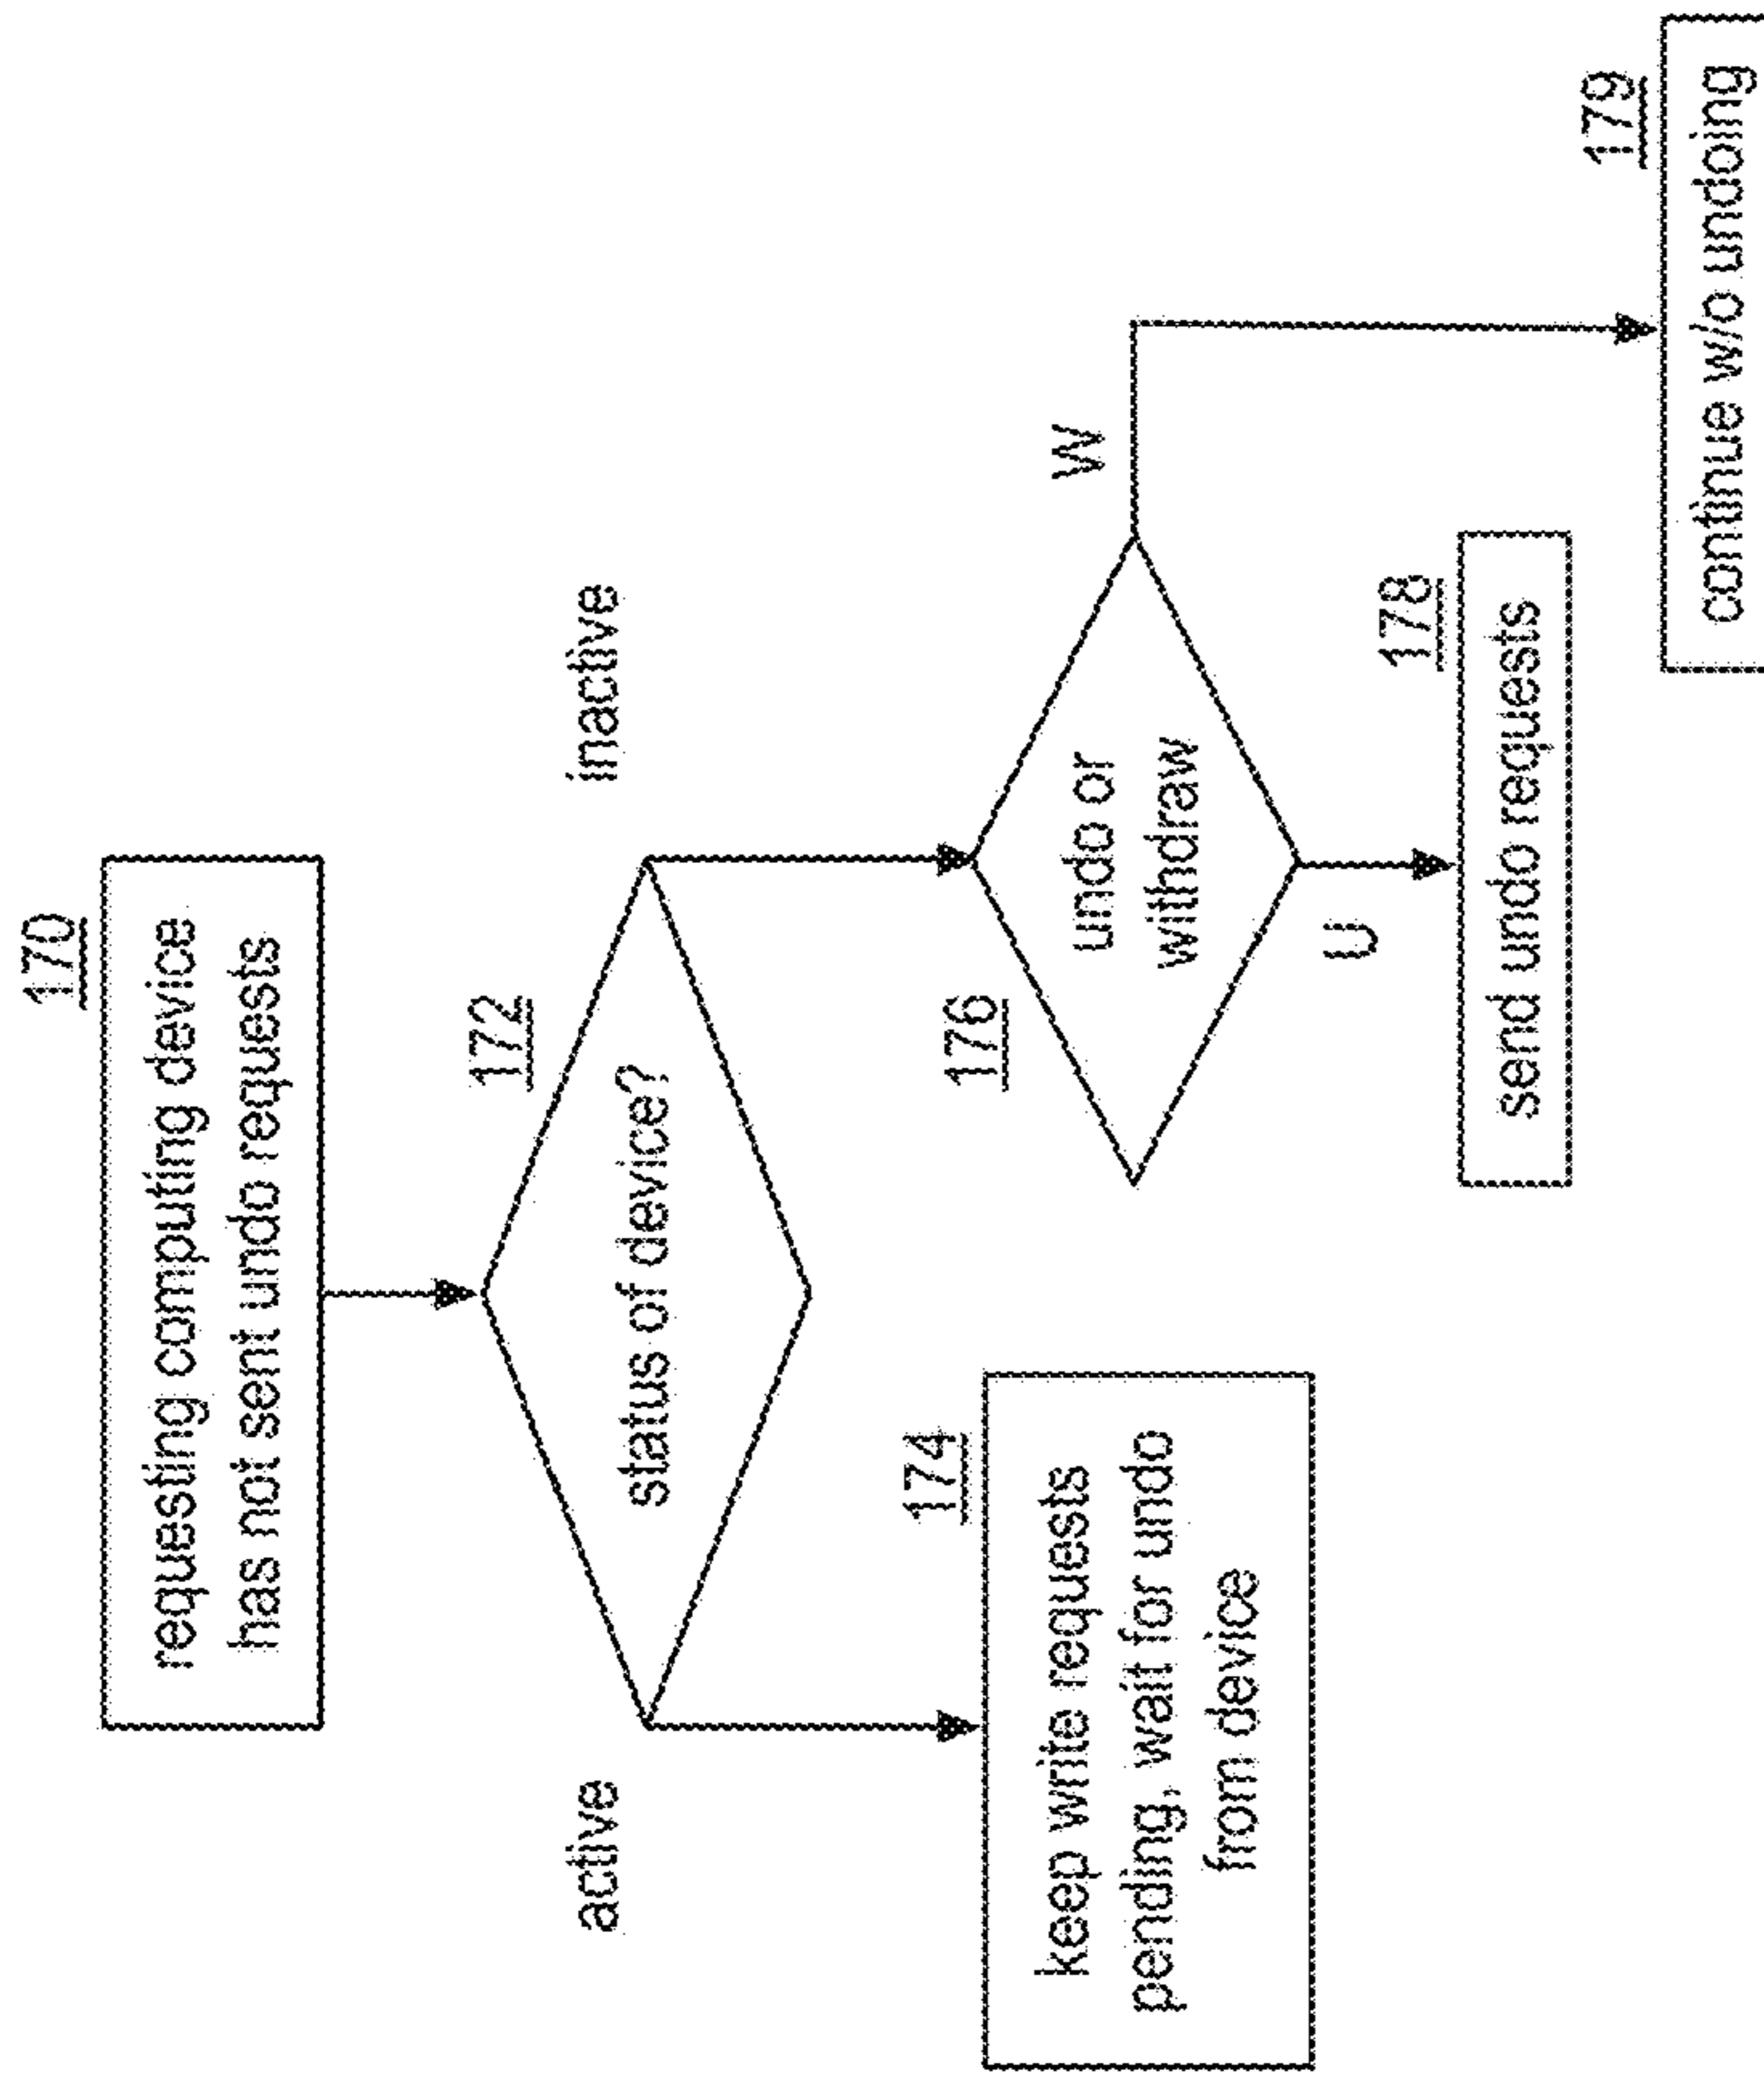 170
requesting computing device
has not sent undo requests
172
status of device?
active
inactive
174
keep write requests
pending, wait for undo
from device
176
undo or
withdraw
U
W
178
send undo requests
179
continue w/o undoing